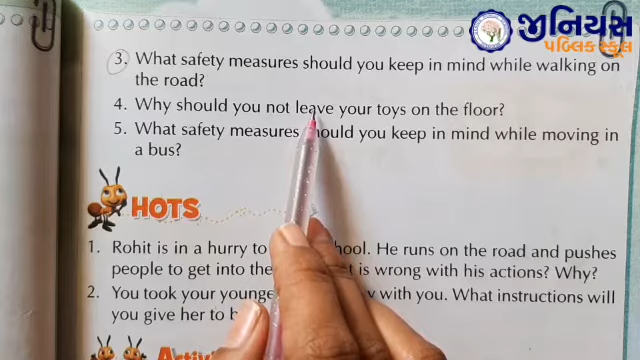 જીનિયસ
પબ્લિક સ્કૂલ
3. What safety measures should you keep in mind while walking on
the road?
4. Why should you not leave your toys on the floor?
5. What safety measures should you keep in mind while moving in
a bus?
HOTS
1. Rohit is in a hurry to hool. He runs on the road and pushes
people to get into the t is wrong with his actions? Why?
2. You took your younge with you. What instructions will
you give her to b
Activi